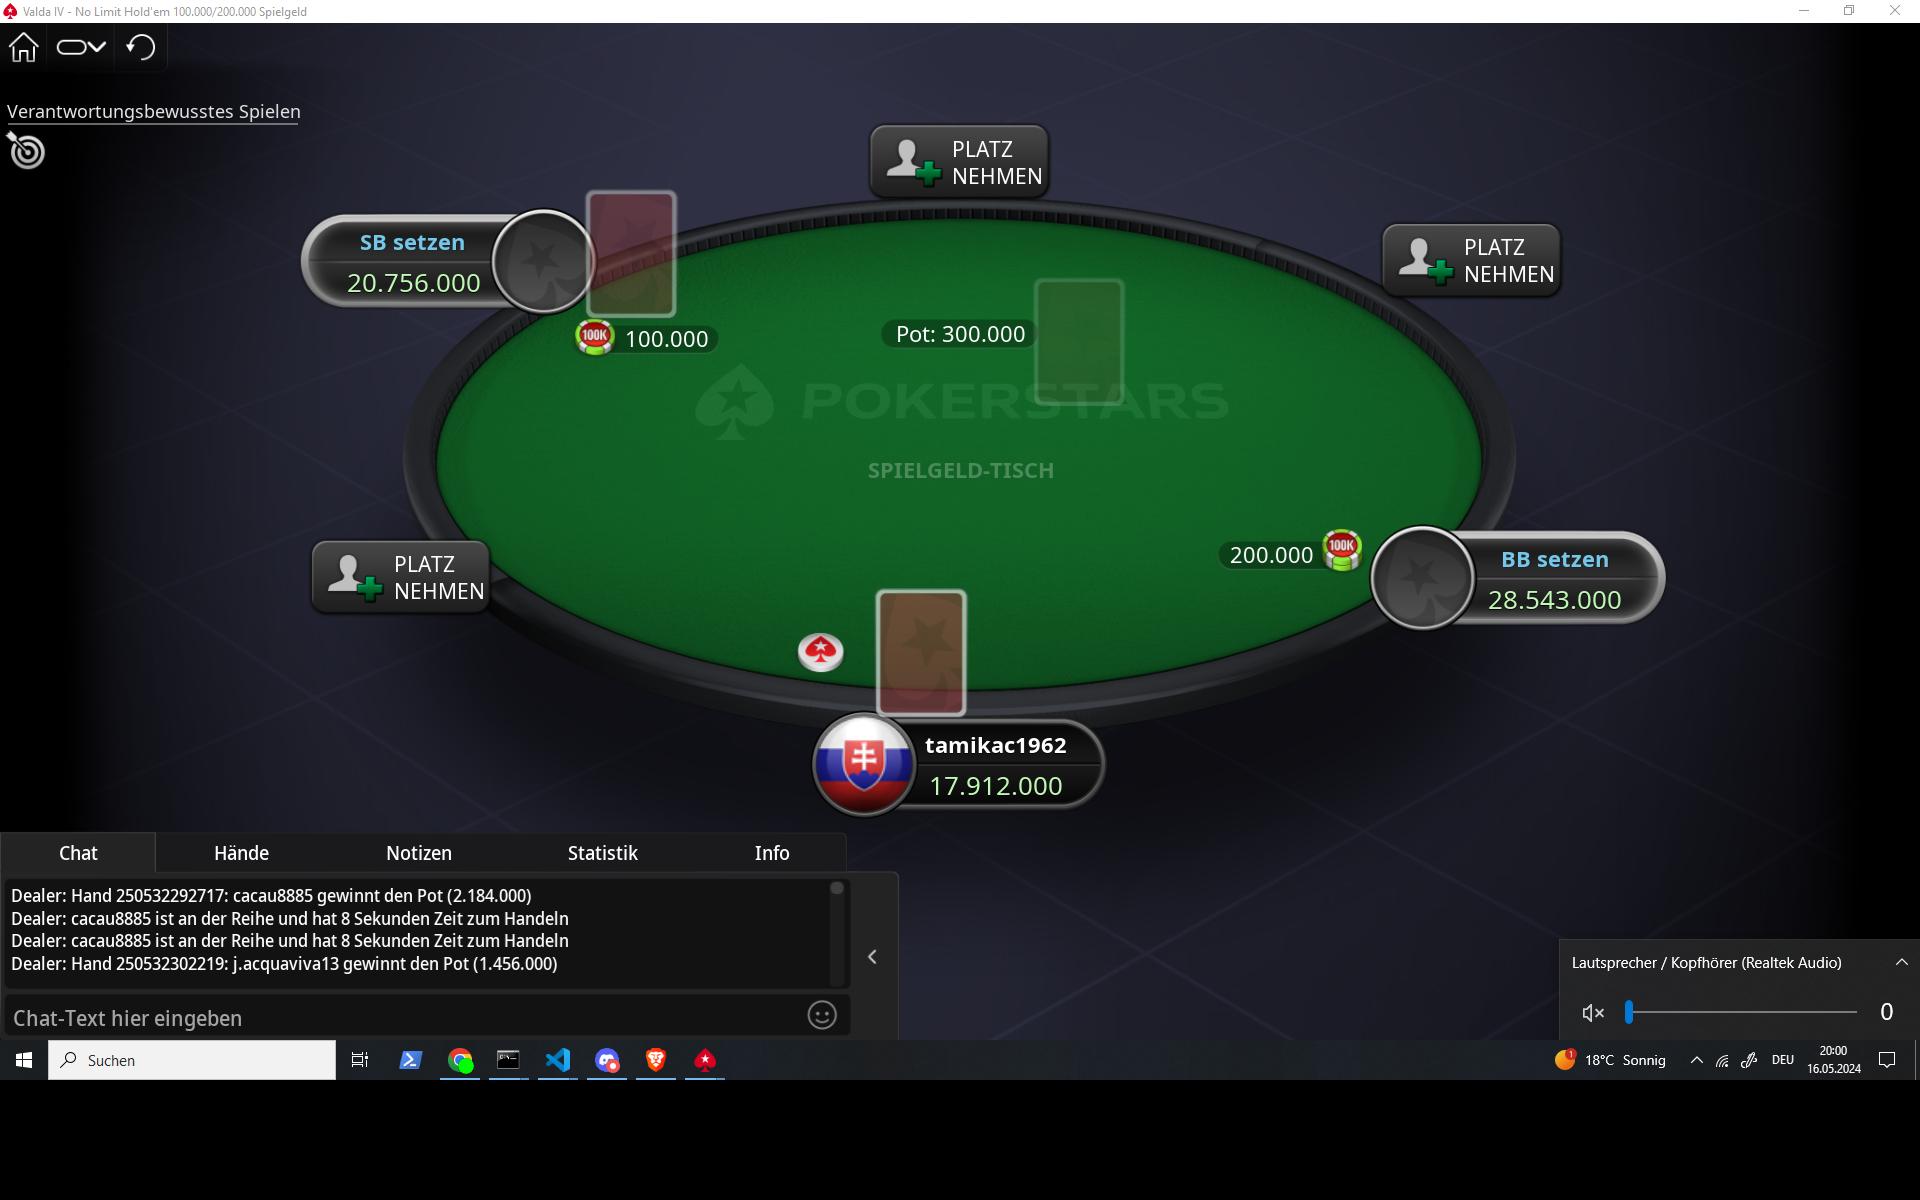 Valda IV - No Limit Hold'em 100.000/200.000 Spielgeld
Verantwortungsbewusstes Spielen
PLATZ
NEHMEN
SB setzen
20.756.000
PLATZ
NEHMEN
100K
100.000
Pot: 300.000
POKERSTARS
SPIELGELD-TISCH
PLATZ
NEHMEN
200.000
100K
BB setzen
28.543.000
tamikac1962
17.912.000
Chat
Hände
Notizen
Statistik
Info
Dealer: Hand 250532292717: cacau8885 gewinnt den Pot (2.184.000)
Dealer: cacau8885 ist an der Reihe und hat 8 Sekunden Zeit zum Handeln
Dealer: cacau8885 ist an der Reihe und hat 8 Sekunden Zeit zum Handeln
Dealer: Hand 250532302219: j.acquaviva13 gewinnt den Pot (1.456.000)
Chat-Text hier eingeben
Lautsprecher / Kopfhörer (Realtek Audio)
0
Suchen
1
18°C Sonnig
DEU
20:00
16.05.2024